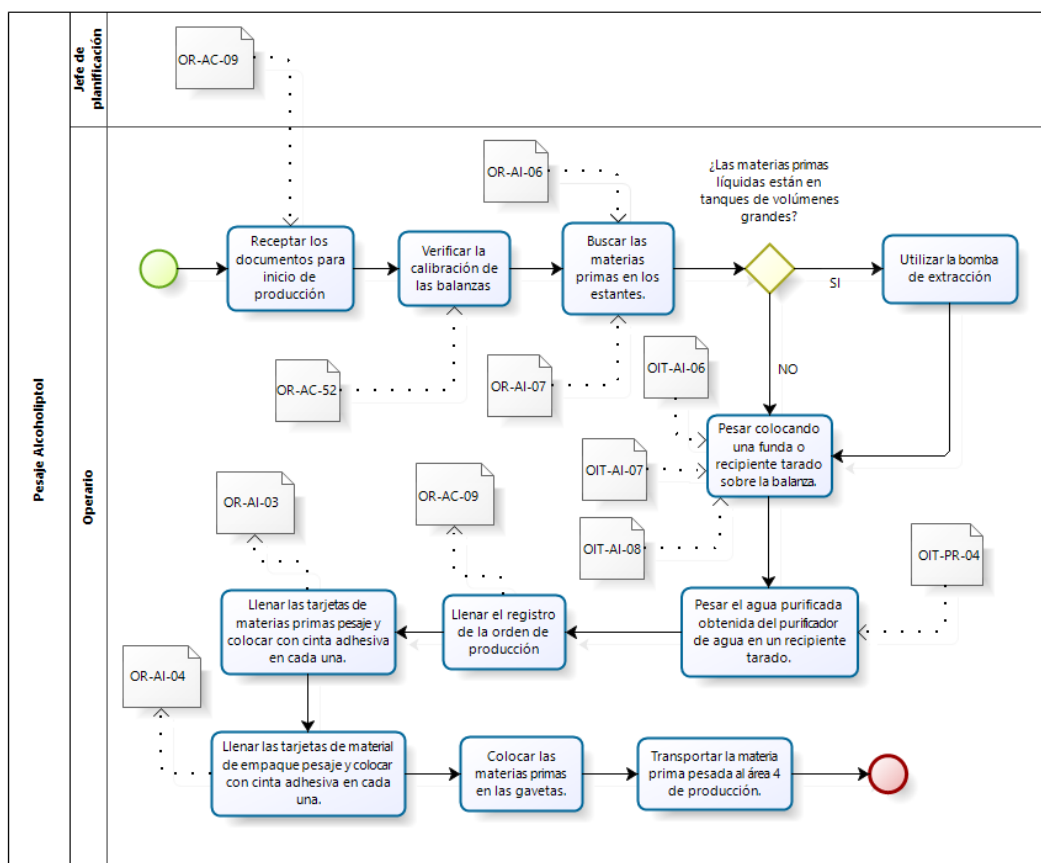 Pesaje Alcoholiptol
Jefe de
planificación
OR-AC-09
Operario
OR-AI-06
¿Las materias primas
líquidas están en
tanques de volúmenes
grandes?
Receptar los
documentos para
inicio de
producción
Verificar la
calibración de
las balanzas
Buscar las
materias
primas en los
estantes.
SI
Utilizar la bomba
de extracción
OR-AC-52
OR-AI-07
OIT-AI-06
NO
Pesar colocando
una funda o
recipiente tarado
sobre la balanza.
OIT-AI-07
OR-AI-03
OR-AC-09
OIT-AI-08
OIT-PR-04
Llenar las tarjetas de
materias primas pesaje y
colocar con cinta adhesiva
en cada una.
Llenar el registro
de la orden de
producción
Pesar el agua purificada
obtenida del purificador
de agua en un recipiente
tarado.
OR-AI-04
Llenar las tarjetas de material
de empaque pesaje y colocar
con cinta adhesiva en cada
una.
Colocar las
materias primas
en las gavetas.
Transportar la materia
prima pesada al área 4
de producción.